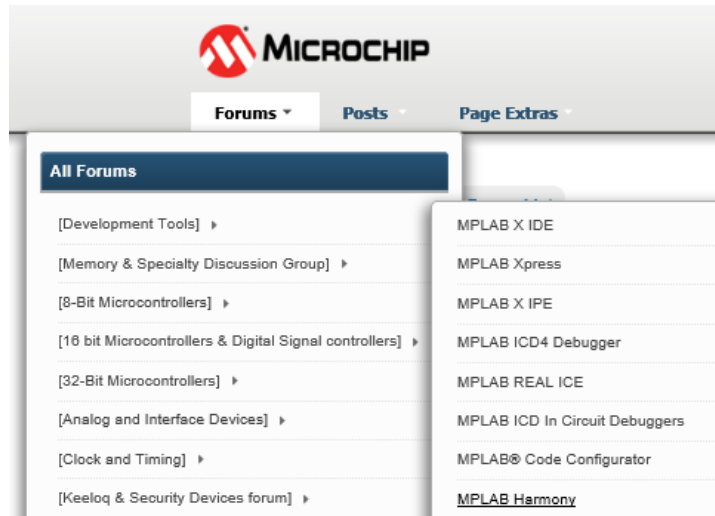 MICROCHIP
Forums
Posts
Page Extras
All Forums
[Development Tools]
[Memory & Specialty Discussion Group]
[8-Bit Microcontrollers]
[16 bit Microcontrollers & Digital Signal controllers]
[32-Bit Microcontrollers]
[Analog and Interface Devices]
[Clock and Timing]
[Keeloq & Security Devices forum]
MPLAB X IDE
MPLAB Xpress
MPLAB X IPE
MPLAB ICD4 Debugger
MPLAB REAL ICE
MPLAB ICD In Circuit Debuggers
MPLAB® Code Configurator
MPLAB Harmony